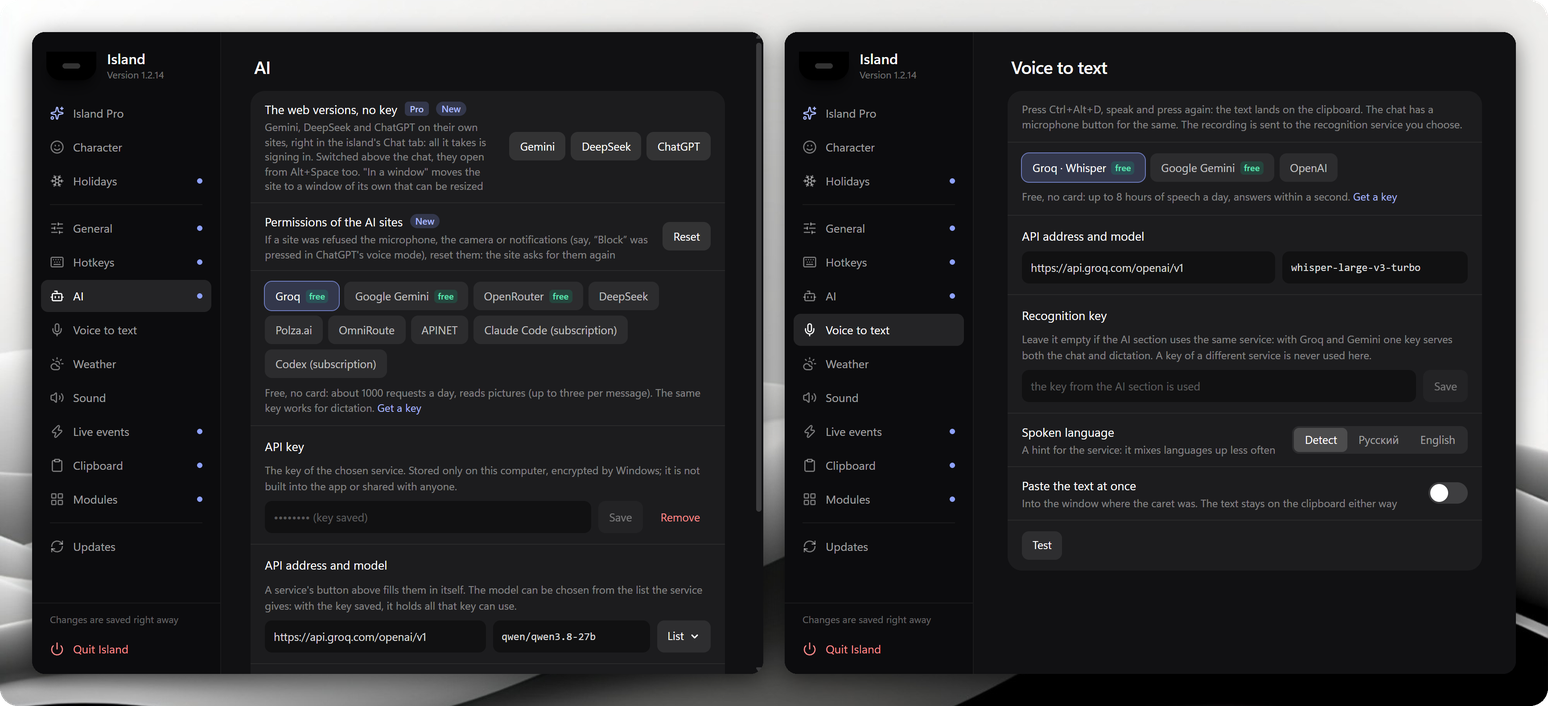 Island
Version 1.2.14
Island Pro
Character
Holidays
General
Hotkeys
AI
Voice to text
Weather
Sound
Live events
Clipboard
Modules
Updates
Changes are saved right away
Quit Island
AI
The web versions, no key Pro New
Gemini, DeepSeek and ChatGPT on their own
sites, right in the island's Chat tab: all it takes is
signing in. Switched above the chat, they open
from Alt+Space too. "In a window" moves the
site to a window of its own that can be resized
Gemini DeepSeek ChatGPT
Permissions of the AI sites New
If a site was refused the microphone, the camera or notifications (say, "Block" was
pressed in ChatGPT's voice mode), reset them: the site asks for them again
Reset
Groq free Google Gemini free OpenRouter free DeepSeek
Polza.ai OmniRoute APINET Claude Code (subscription)
Codex (subscription)
Free, no card: about 1000 requests a day, reads pictures (up to three per message). The same
key works for dictation. Get a key
API key
The key of the chosen service. Stored only on this computer, encrypted by Windows; it is not
built into the app or shared with anyone.
•••••••• (key saved) Save Remove
API address and model
A service's button above fills them in itself. The model can be chosen from the list the service
gives: with the key saved, it holds all that key can use.
https://api.groq.com/openai/v1 qwen/qwen3.8-27b List
Island
Version 1.2.14
Island Pro
Character
Holidays
General
Hotkeys
AI
Voice to text
Weather
Sound
Live events
Clipboard
Modules
Updates
Changes are saved right away
Quit Island
Voice to text
Press Ctrl+Alt+D, speak and press again: the text lands on the clipboard. The chat has a
microphone button for the same. The recording is sent to the recognition service you choose.
Groq · Whisper free Google Gemini free OpenAI
Free, no card: up to 8 hours of speech a day, answers within a second. Get a key
API address and model
https://api.groq.com/openai/v1 whisper-large-v3-turbo
Recognition key
Leave it empty if the AI section uses the same service: with Groq and Gemini one key serves
both the chat and dictation. A key of a different service is never used here.
the key from the AI section is used Save
Spoken language
A hint for the service: it mixes languages up less often
Detect Русский English
Paste the text at once
Into the window where the caret was. The text stays on the clipboard either way
Test